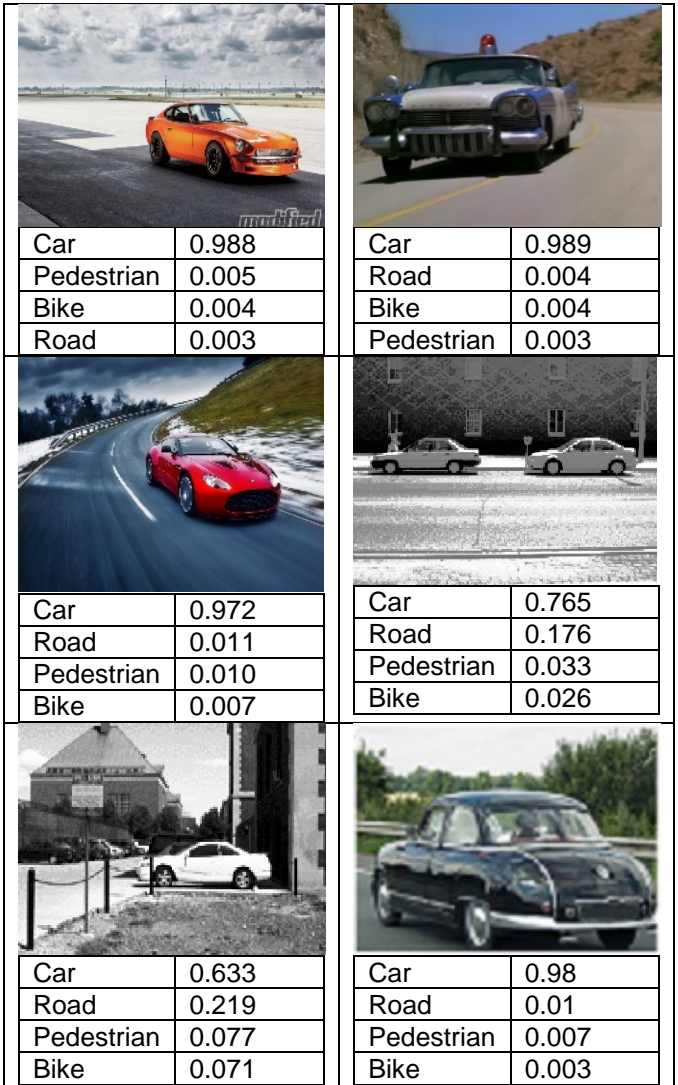 modified
Car 0.988
Pedestrian 0.005
Bike 0.004
Road 0.003
Car 0.989
Road 0.004
Bike 0.004
Pedestrian 0.003
Car 0.972
Road 0.011
Pedestrian 0.010
Bike 0.007
Car 0.765
Road 0.176
Pedestrian 0.033
Bike 0.026
Car 0.633
Road 0.219
Pedestrian 0.077
Bike 0.071
Car 0.98
Road 0.01
Pedestrian 0.007
Bike 0.003